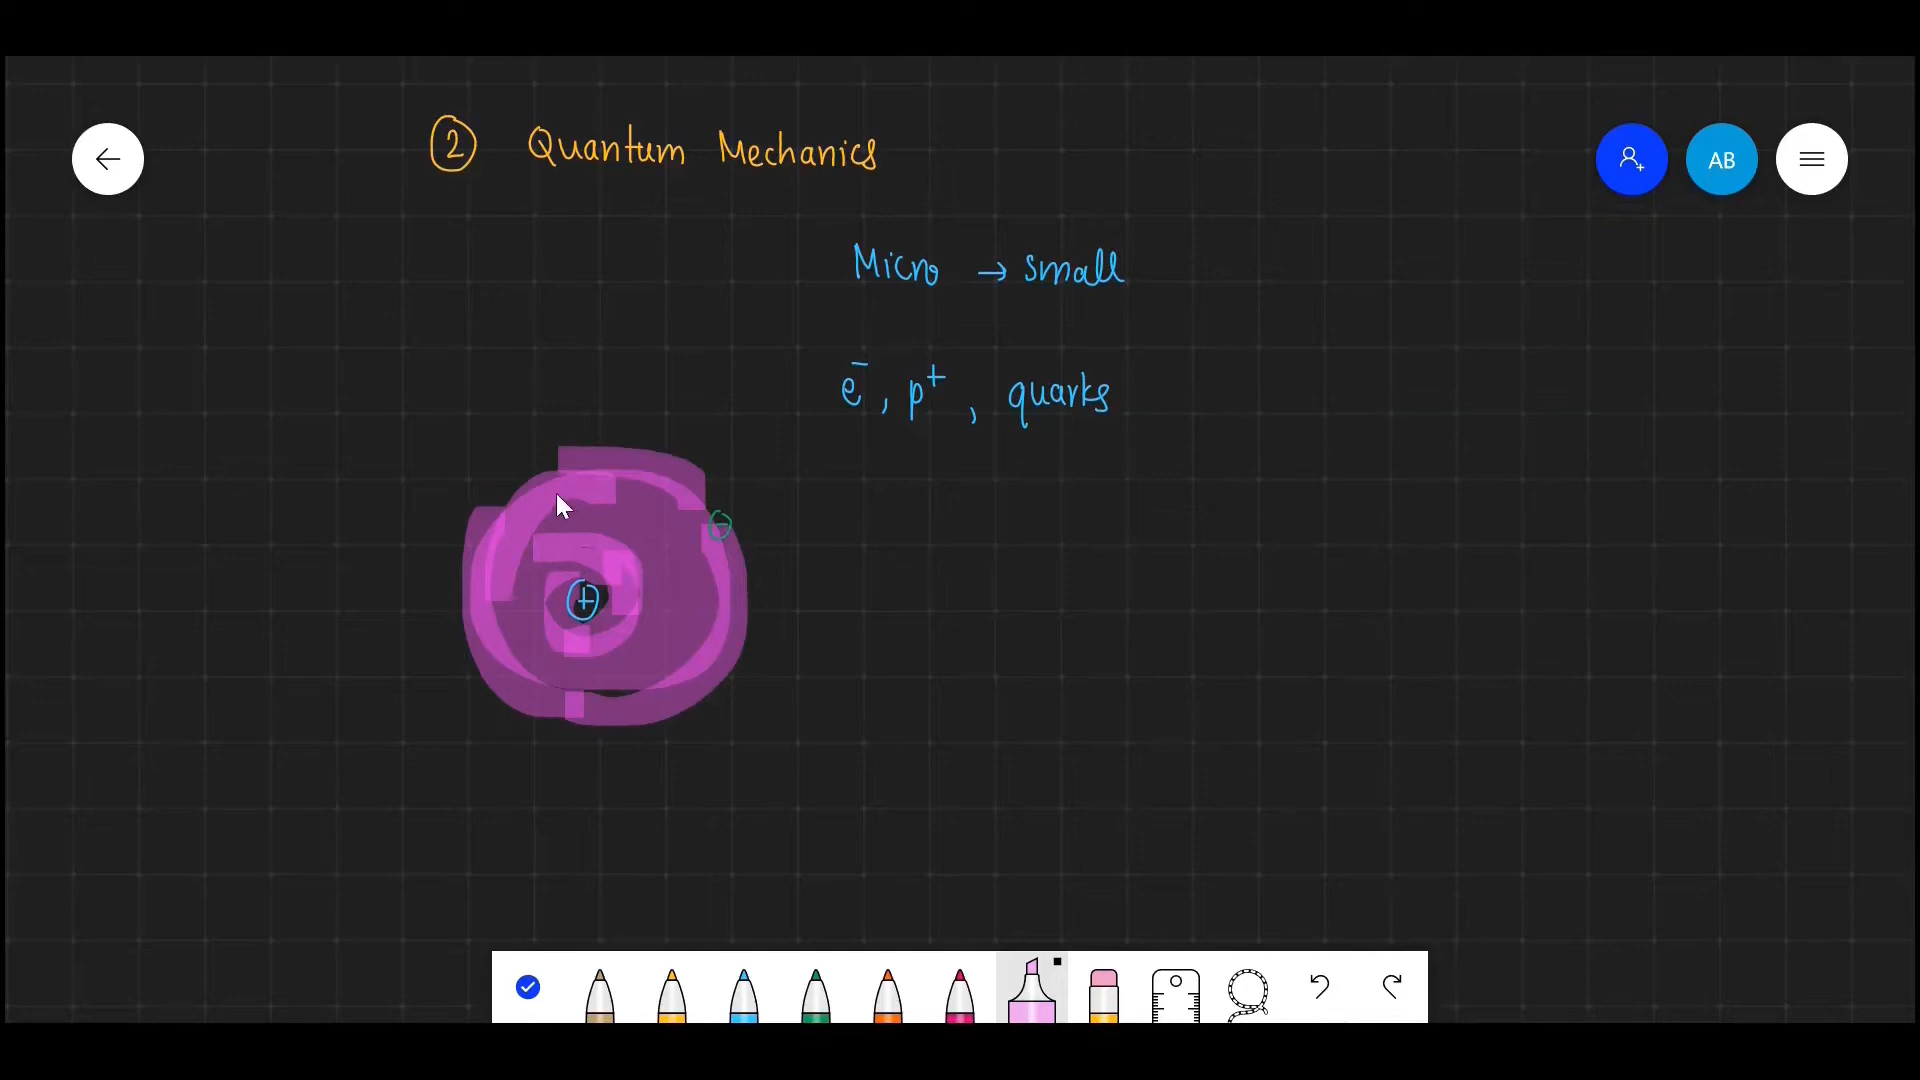 ② Quantum Mechanics
AB
Micro → small
e⁻, p⁺, quarks
⊖
⊕